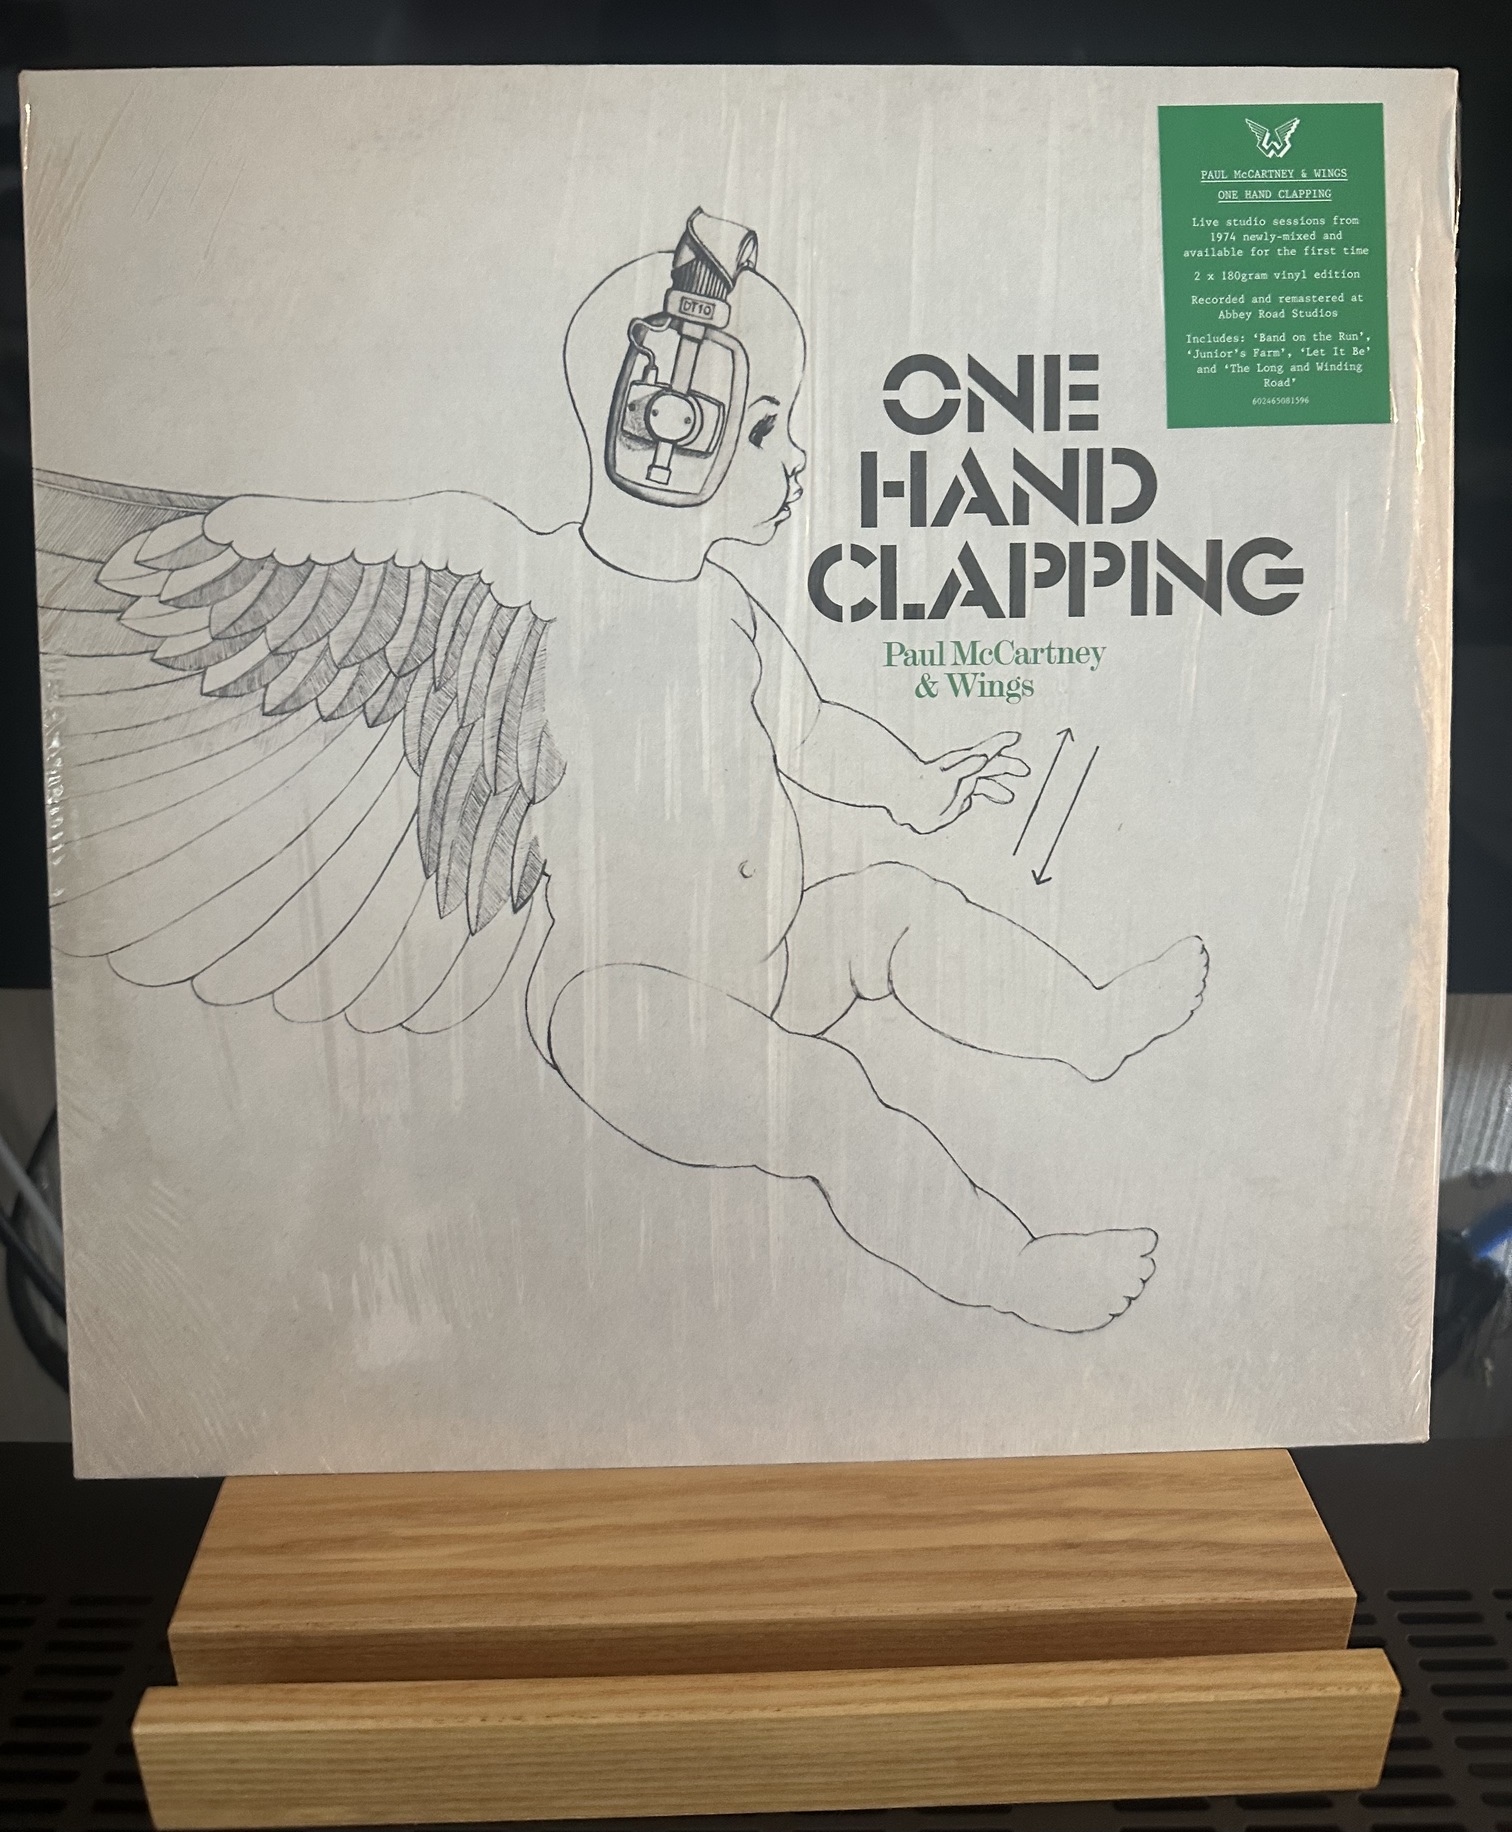 PAUL McCARTNEY & WINGS
ONE HAND CLAPPING
Live studio sessions from
1974 newly-mixed and
available for the first time
2 x 180gram vinyl edition
Recorded and remastered at
Abbey Road Studios
Includes: ‘Band on the Run’,
‘Junior’s Farm’, ‘Let It Be’
and ‘The Long and Winding
Road’
602465081596
DT10
ONE
HAND
CLAPPING
Paul McCartney
& Wings